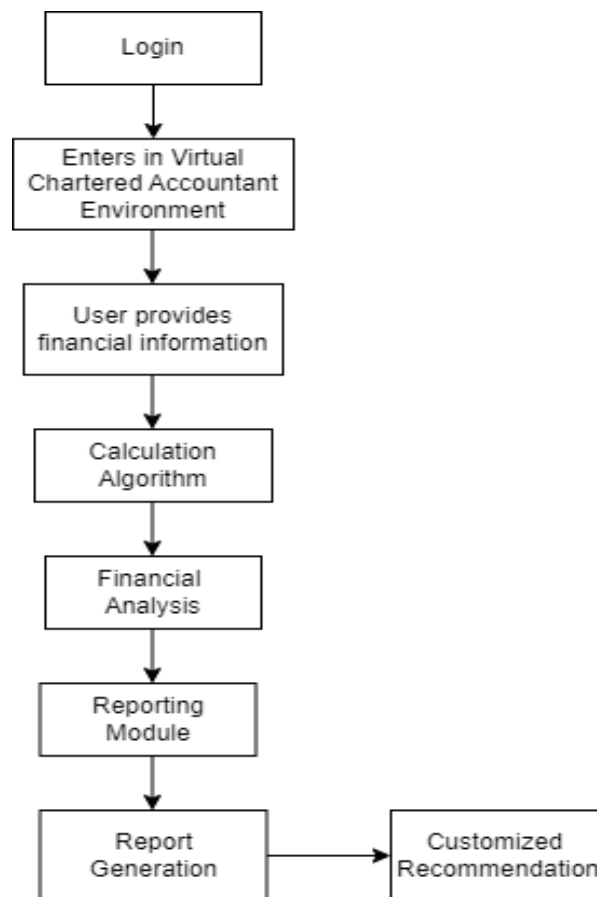 Login
Enters in Virtual
Chartered Accountant
Environment
User provides
financial information
Calculation
Algorithm
Financial
Analysis
Reporting
Module
Report
Generation
Customized
Recommendation